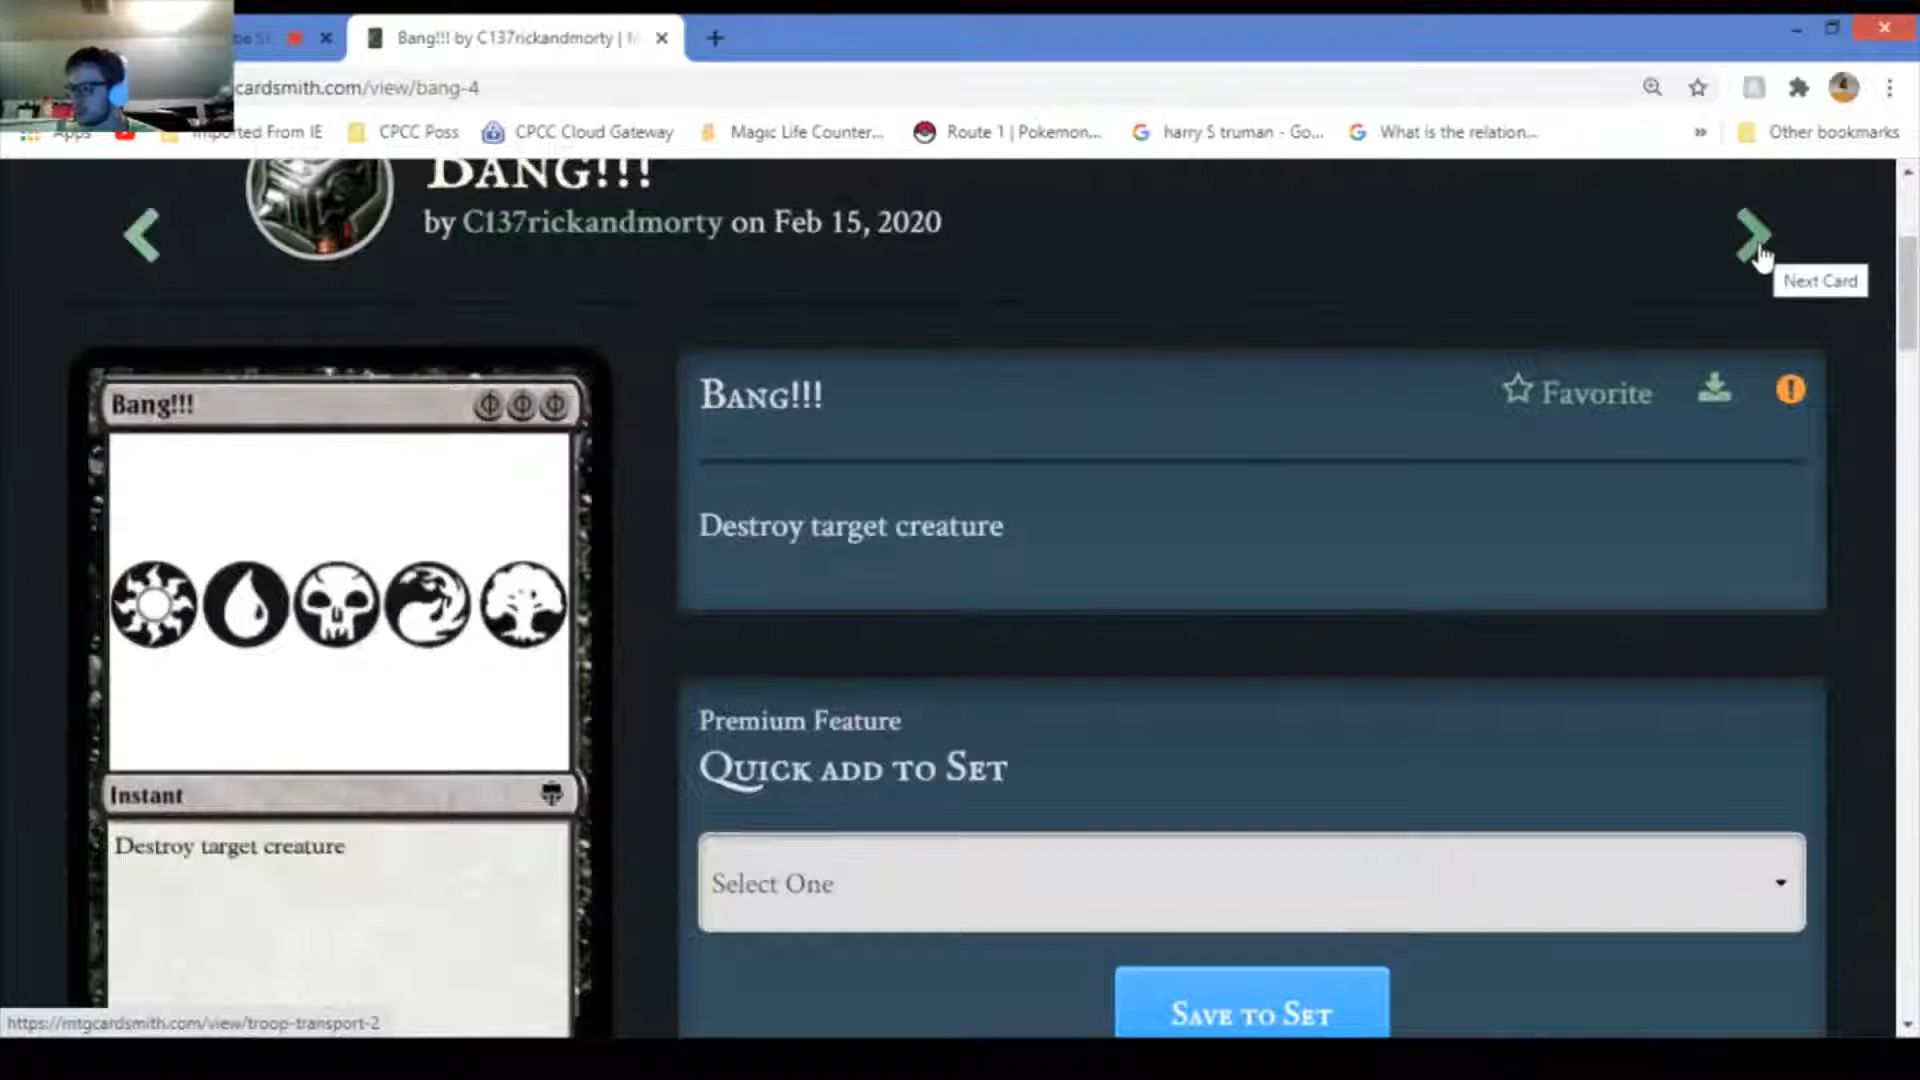 be St
Bang!!! by C137rickandmorty | M
cardsmith.com/view/bang-4
Apps
Imported From IE
CPCC Poss
CPCC Cloud Gateway
Magic Life Counter...
Route 1 | Pokemon...
harry S truman - Go...
What is the relation...
»
Other bookmarks
BANG!!!
by C137rickandmorty on Feb 15, 2020
Next Card
Bang!!!
Instant
Destroy target creature
BANG!!!
Favorite
Destroy target creature
Premium Feature
QUICK ADD TO SET
Select One
SAVE TO SET
https://mtgcardsmith.com/view/troop-transport-2